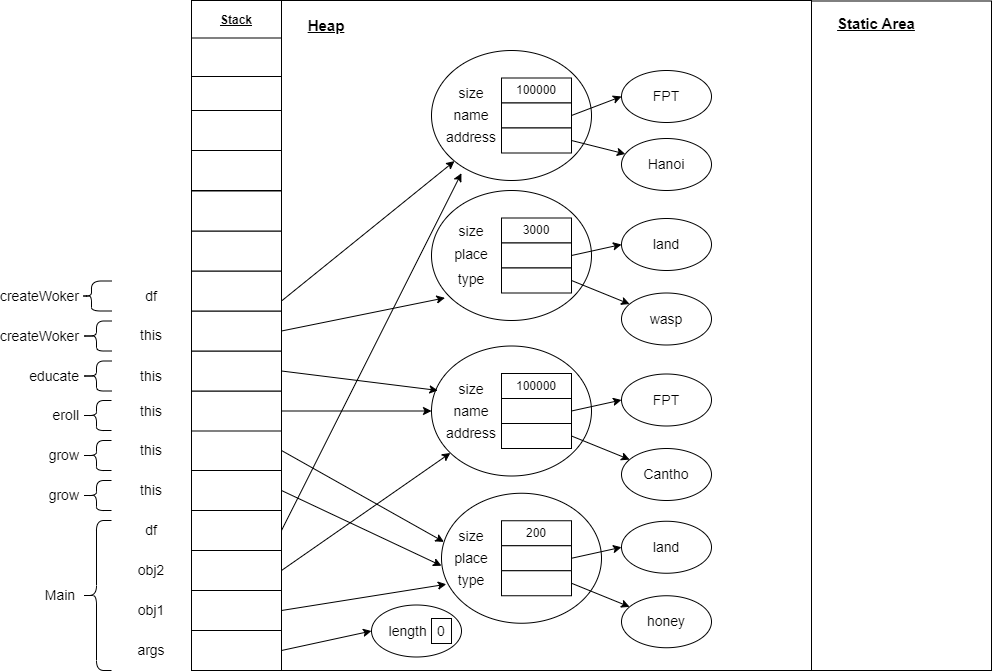 Stack
Heap
Static Area
size 100000
name
address
FPT
Hanoi
size 3000
place
type
land
wasp
createWoker df
createWoker this
educate this
eroll this
grow this
grow this
size 100000
name
address
FPT
Cantho
Main
df
obj2
obj1
args
size 200
place
type
land
honey
length 0